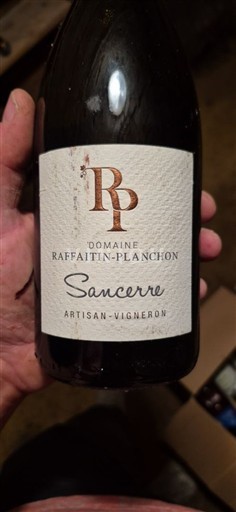 RP
DOMAINE
RAFFAITIN-PLANCHON
Sancerre
ARTISAN-VIGNERON